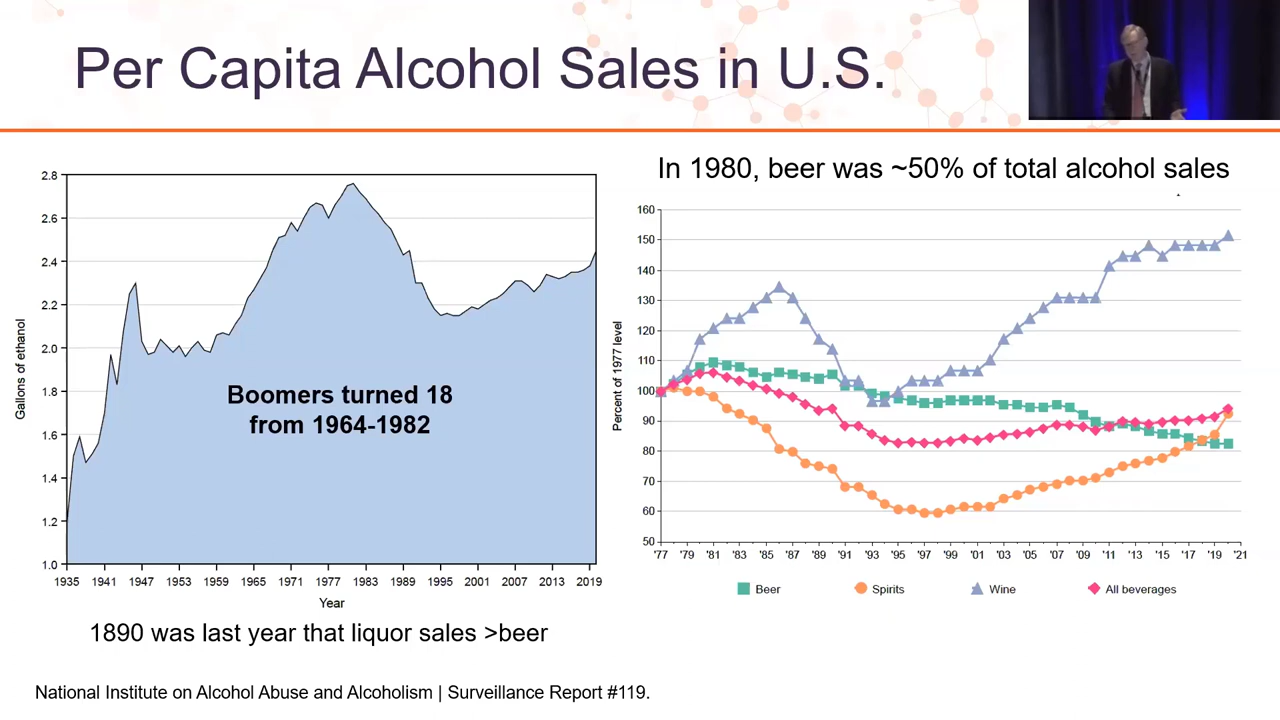 Per Capita Alcohol Sales in U.S.
2.8
2.6
2.4
2.2
2.0
1.8
1.6
1.4
1.2
1.0
Gallons of ethanol
Boomers turned 18
from 1964-1982
1935 1941 1947 1953 1959 1965 1971 1977 1983 1989 1995 2001 2007 2013 2019
Year
1890 was last year that liquor sales >beer
In 1980, beer was ~50% of total alcohol sales
160
150
140
130
120
110
100
90
80
70
60
50
Percent of 1977 level
'77 '79 '81 '83 '85 '87 '89 '91 '93 '95 '97 '99 '01 '03 '05 '07 '09 '11 '13 '15 '17 '19 '21
Beer Spirits Wine All beverages
National Institute on Alcohol Abuse and Alcoholism | Surveillance Report #119.